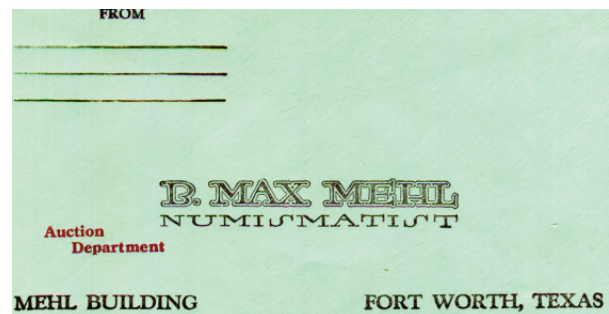 FROM
B. MAX MEHL
NUMISMATIST
Auction
Department
MEHL BUILDING FORT WORTH, TEXAS